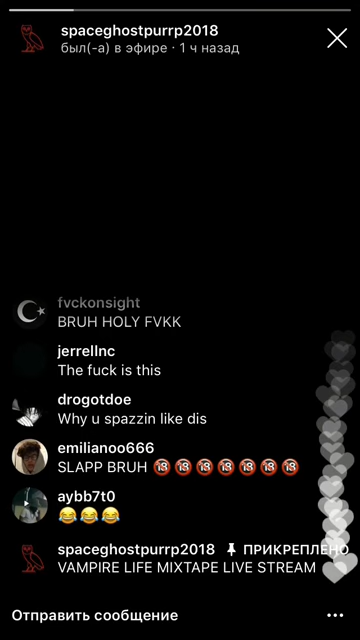 spaceghostpurrp2018
был(-а) в эфире · 1 ч назад
fvckonsight
BRUH HOLY FVKK
jerrellnc
The fuck is this
drogotdoe
Why u spazzin like dis
emilianoo666
SLAPP BRUH 🔞🔞🔞🔞🔞🔞🔞
aybb7t0
😂😂😂
spaceghostpurrp2018 📌 ПРИКРЕПЛЕНО
VAMPIRE LIFE MIXTAPE LIVE STREAM
Отправить сообщение